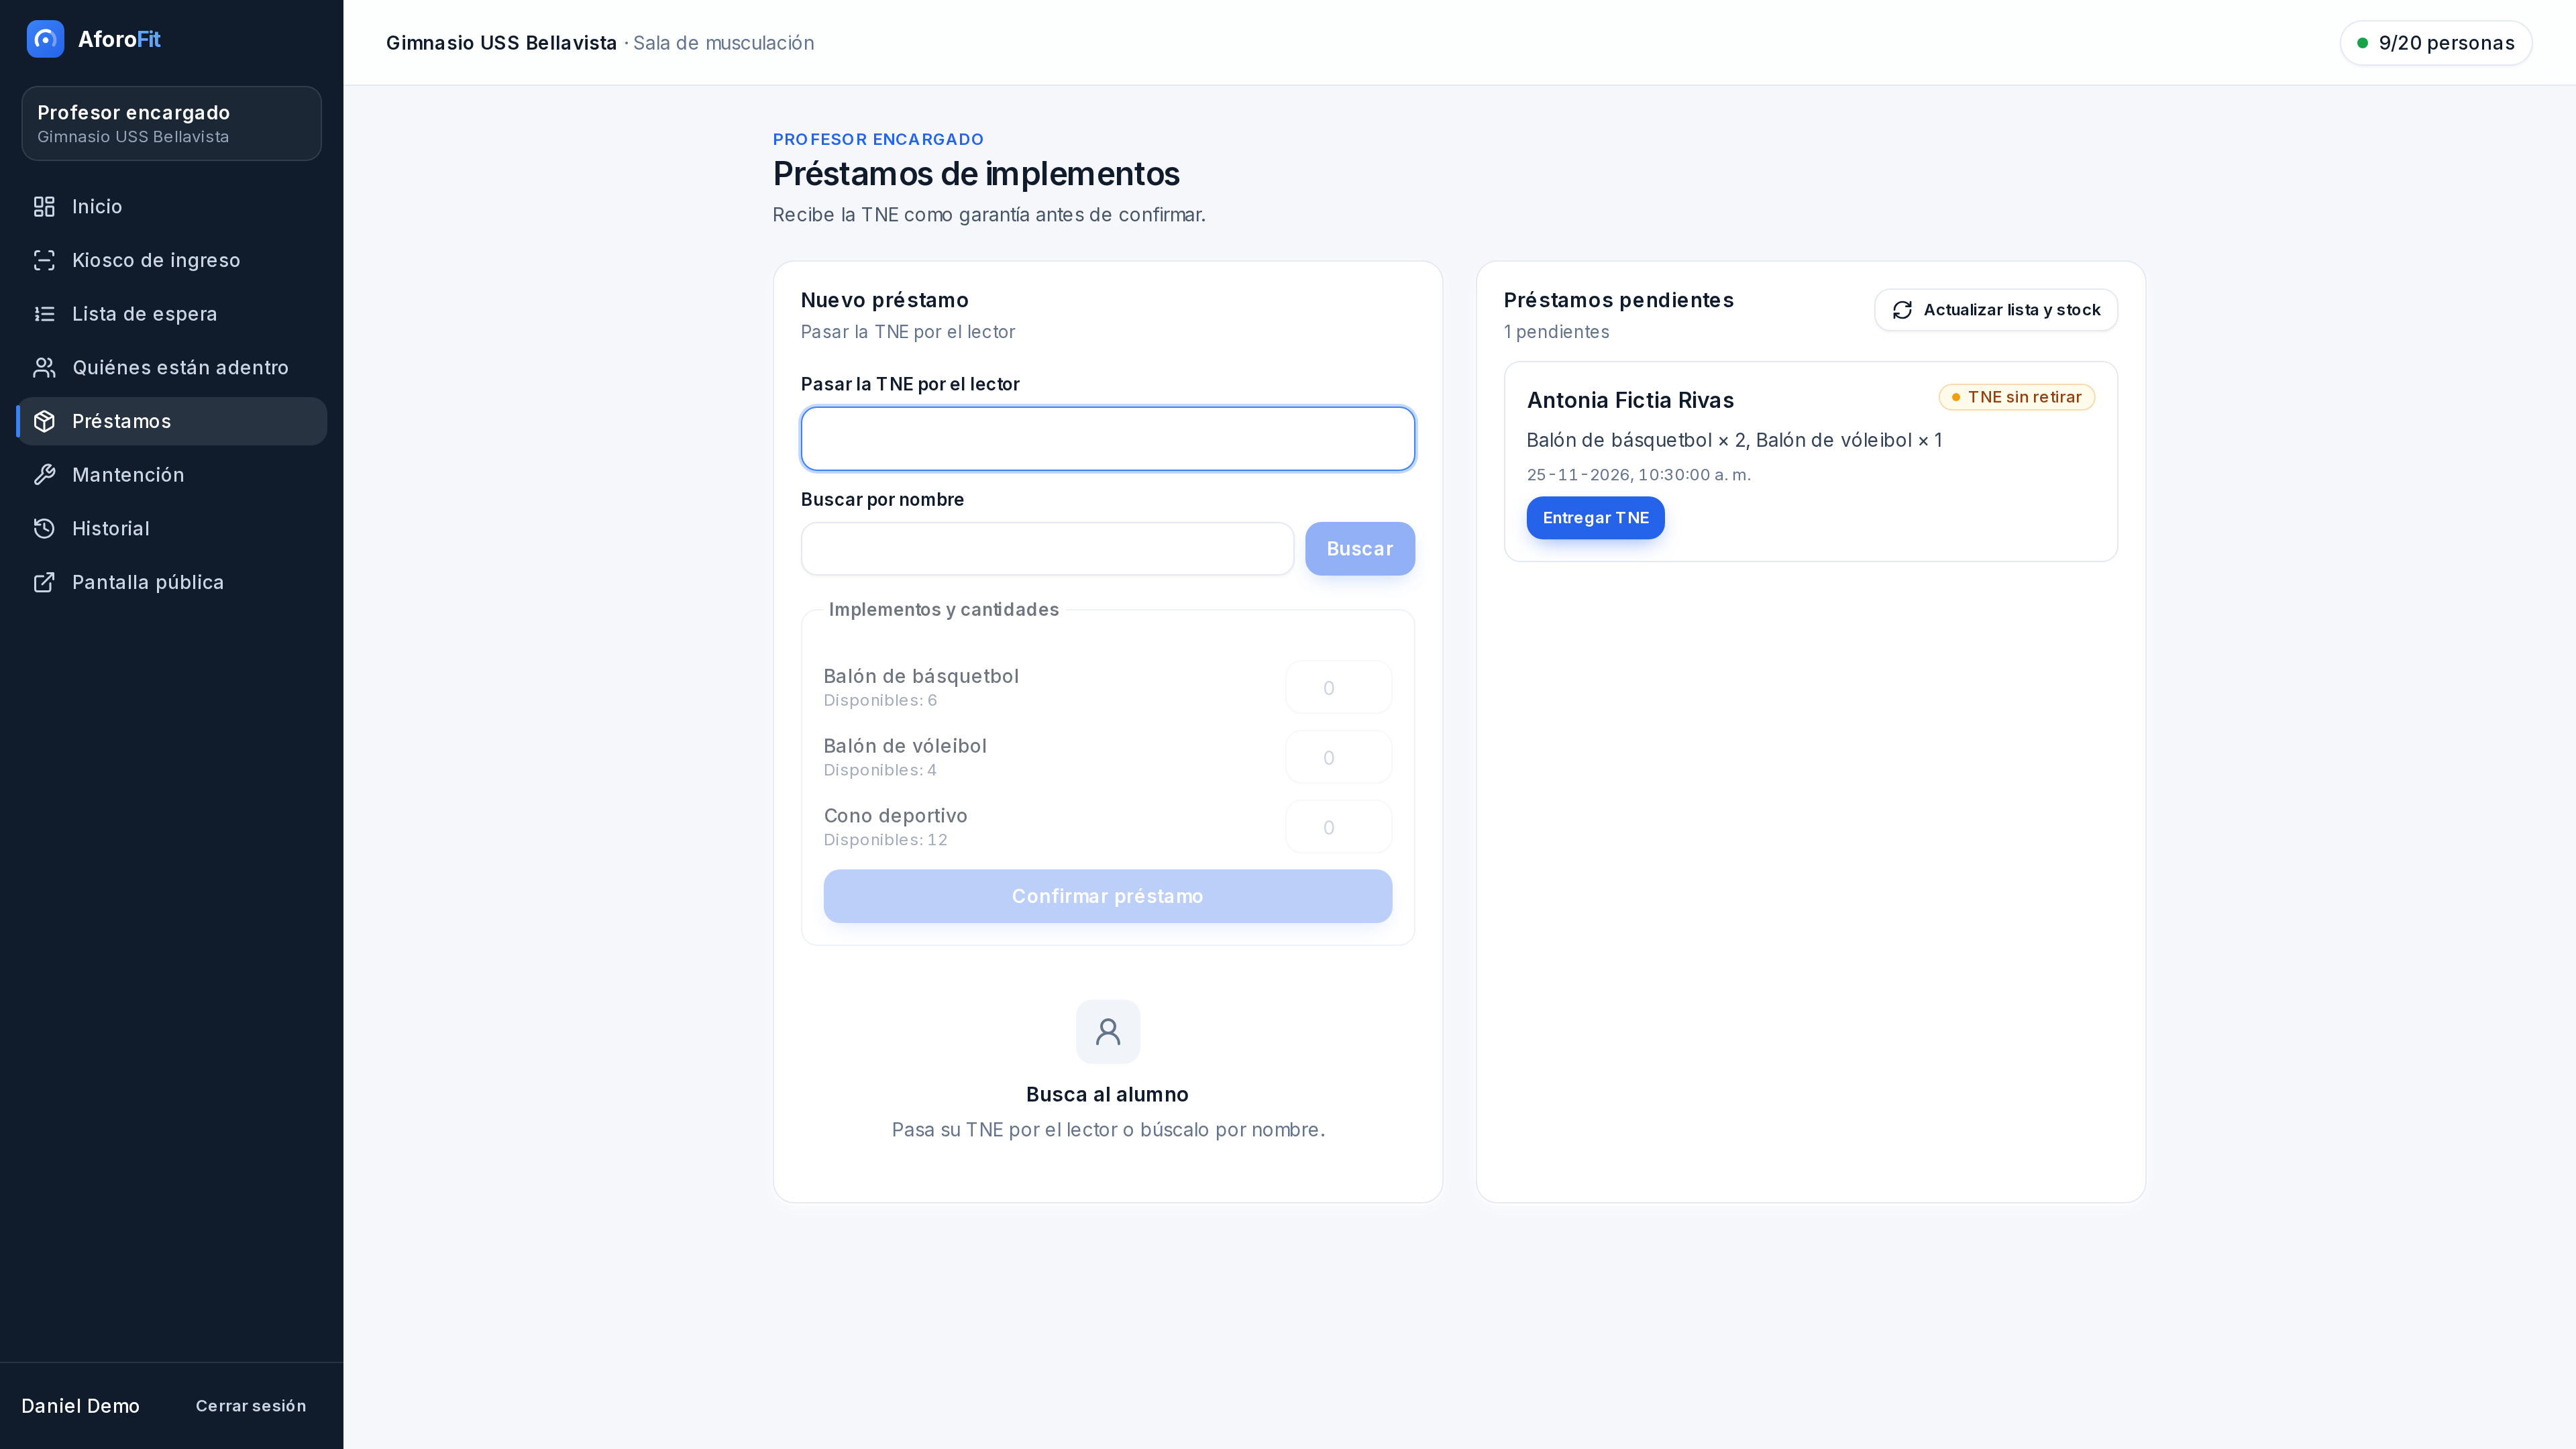 AforoFit
Profesor encargado
Gimnasio USS Bellavista
Inicio
Kiosco de ingreso
Lista de espera
Quiénes están adentro
Préstamos
Mantención
Historial
Pantalla pública
Daniel Demo
Cerrar sesión
Gimnasio USS Bellavista · Sala de musculación
9/20 personas
PROFESOR ENCARGADO
Préstamos de implementos
Recibe la TNE como garantía antes de confirmar.
Nuevo préstamo
Pasar la TNE por el lector
Pasar la TNE por el lector
Buscar por nombre
Buscar
Implementos y cantidades
Balón de básquetbol
Disponibles: 6
0
Balón de vóleibol
Disponibles: 4
0
Cono deportivo
Disponibles: 12
0
Confirmar préstamo
Busca al alumno
Pasa su TNE por el lector o búscalo por nombre.
Préstamos pendientes
1 pendientes
Actualizar lista y stock
Antonia Fictia Rivas
TNE sin retirar
Balón de básquetbol × 2, Balón de vóleibol × 1
25-11-2026, 10:30:00 a. m.
Entregar TNE